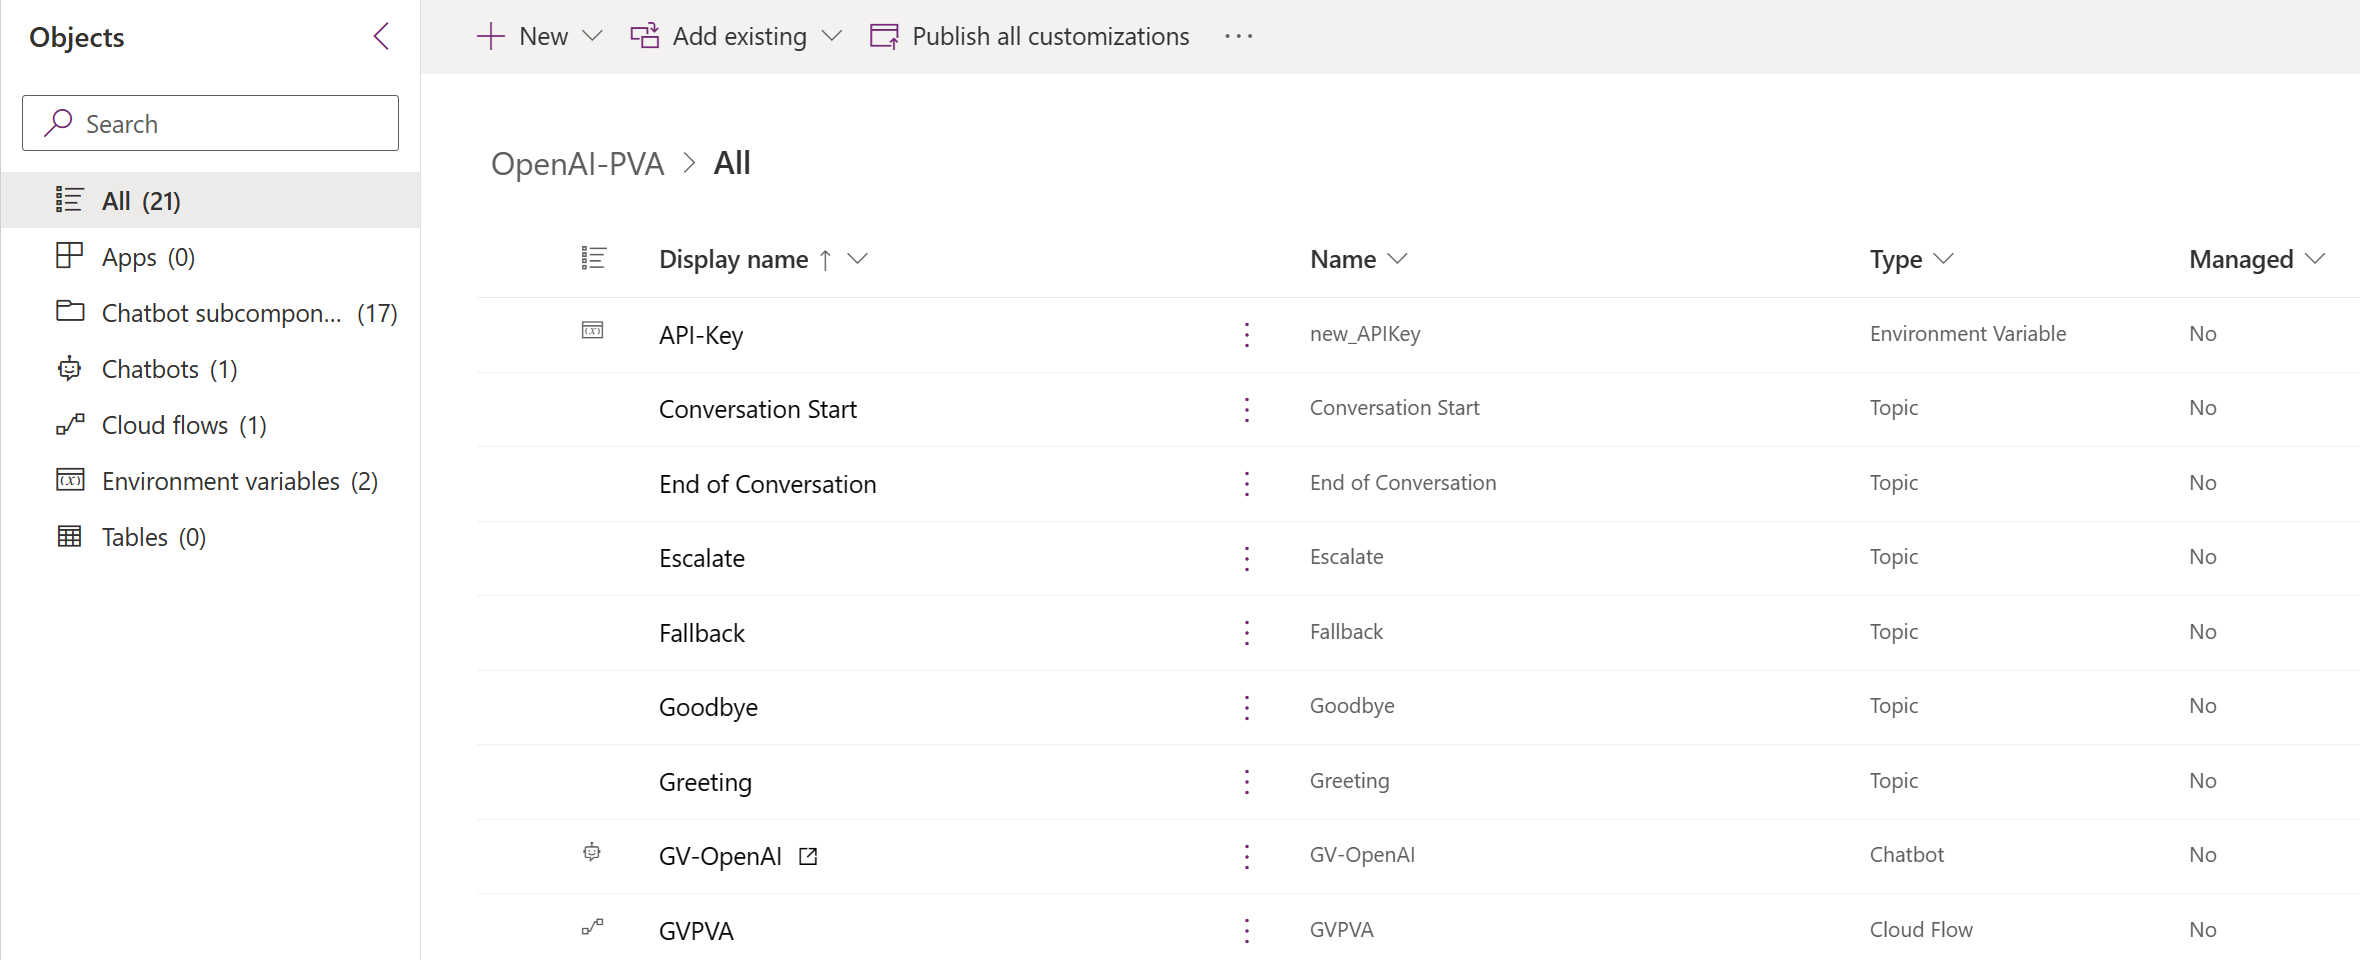 Objects
Search
All (21)
Apps (0)
Chatbot subcompon... (17)
Chatbots (1)
Cloud flows (1)
Environment variables (2)
Tables (0)
New Add existing Publish all customizations ...
OpenAI-PVA > All
Display name ↑ Name Type Managed
API-Key new_APIKey Environment Variable No
Conversation Start Conversation Start Topic No
End of Conversation End of Conversation Topic No
Escalate Escalate Topic No
Fallback Fallback Topic No
Goodbye Goodbye Topic No
Greeting Greeting Topic No
GV-OpenAI GV-OpenAI Chatbot No
GVPVA GVPVA Cloud Flow No